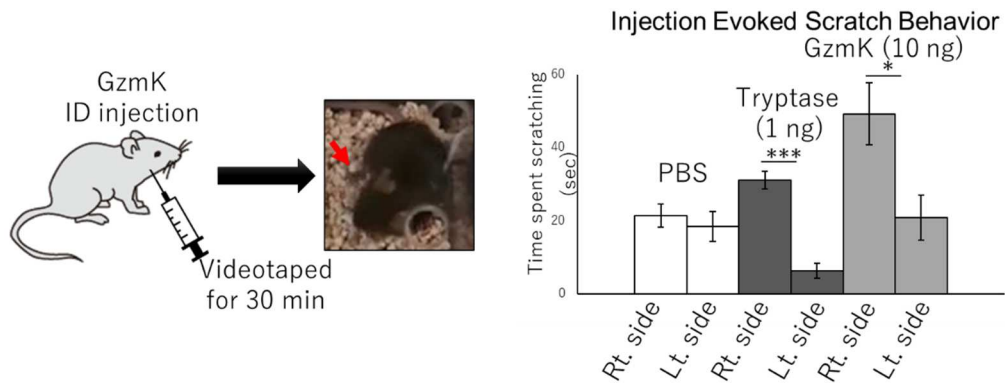 GzmK
ID injection
Videotaped
for 30 min
Injection Evoked Scratch Behavior
GzmK (10 ng)
*
Tryptase
(1 ng)
***
PBS
Time spent scratching
(sec)
60
40
20
0
Rt. side
Lt. side
Rt. side
Lt. side
Rt. side
Lt. side